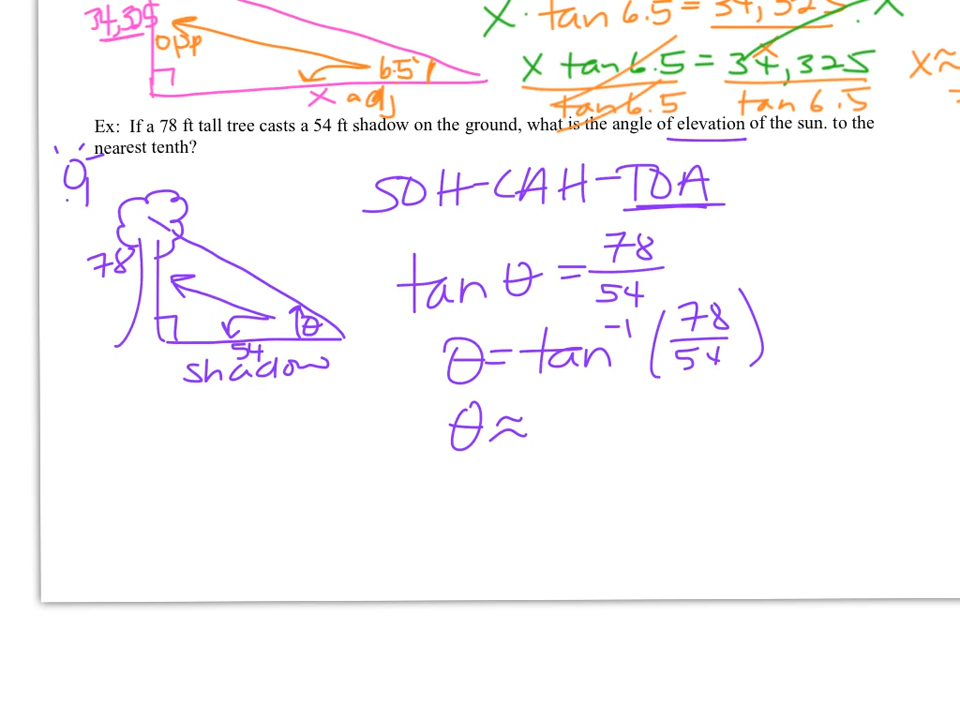 x · tan 6.5 =
34,30
opp
6.5°
x adj
x tan 6.5 = 34,325
tan 6.5 tan 6.5
x ≈
Ex: If a 78 ft tall tree casts a 54 ft shadow on the ground, what is the angle of elevation of the sun. to the
nearest tenth?
SOH-CAH-TOA
78
θ
54
shadow
tan θ = 78/54
θ = tan⁻¹ (78/54)
θ ≈